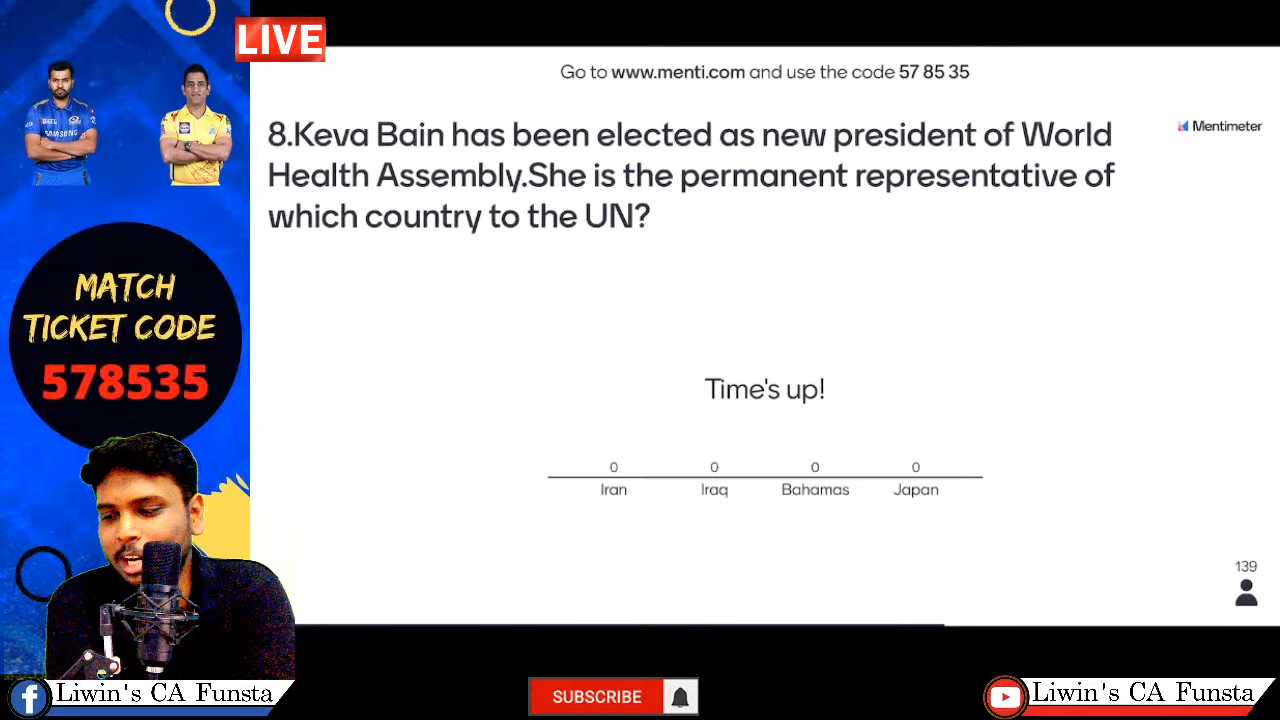 LIVE
Go to www.menti.com and use the code 57 85 35
Mentimeter
8.Keva Bain has been elected as new president of World
Health Assembly.She is the permanent representative of
which country to the UN?
SAMSUNG
MATCH
TICKET CODE
578535
Time's up!
0 0 0 0
Iran Iraq Bahamas Japan
139
Liwin's CA Funsta
SUBSCRIBE
Liwin's CA Funsta